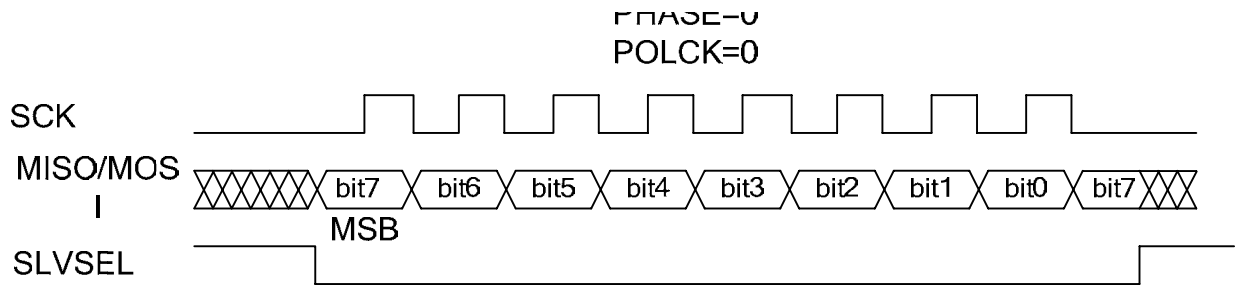 PHASE=0
POLCK=0
SCK
MISO/MOS
I
bit7 bit6 bit5 bit4 bit3 bit2 bit1 bit0 bit7
MSB
SLVSEL